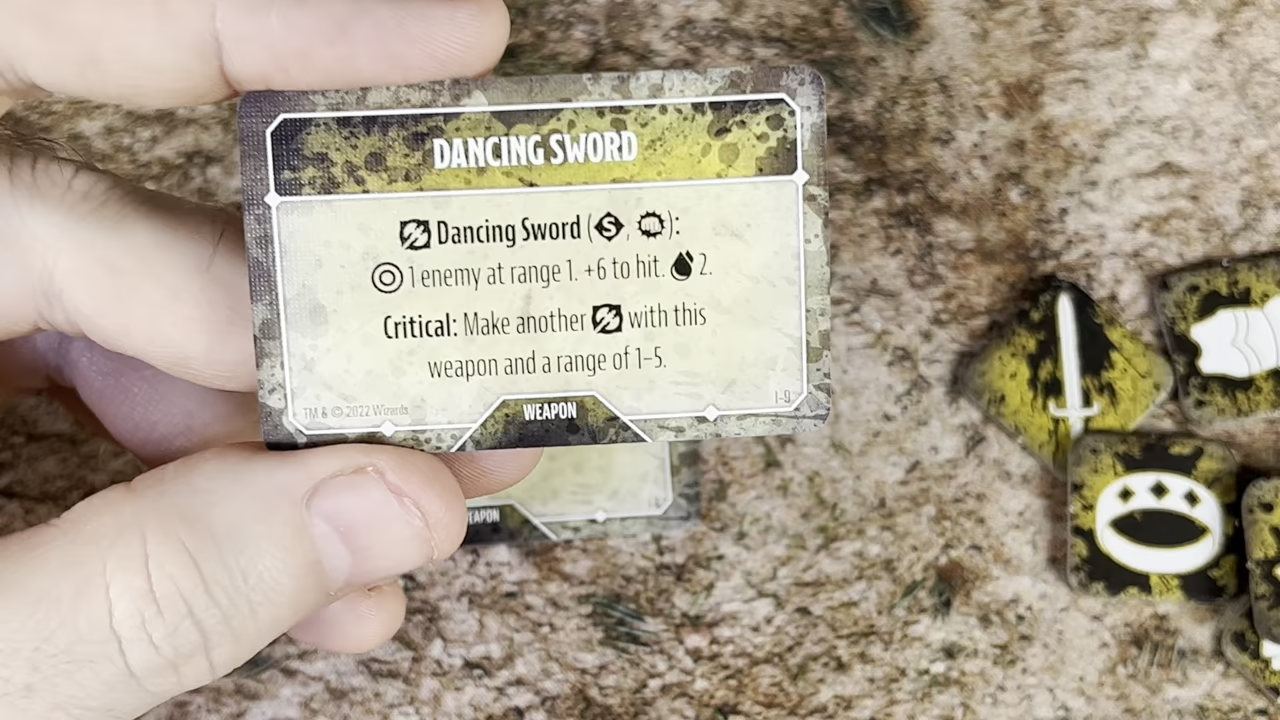 DANCING SWORD
Dancing Sword (S, ):
1 enemy at range 1. +6 to hit. 2.
Critical: Make another with this
weapon and a range of 1–5.
TM & © 2022 Wizards
WEAPON
1-9
WEAPON